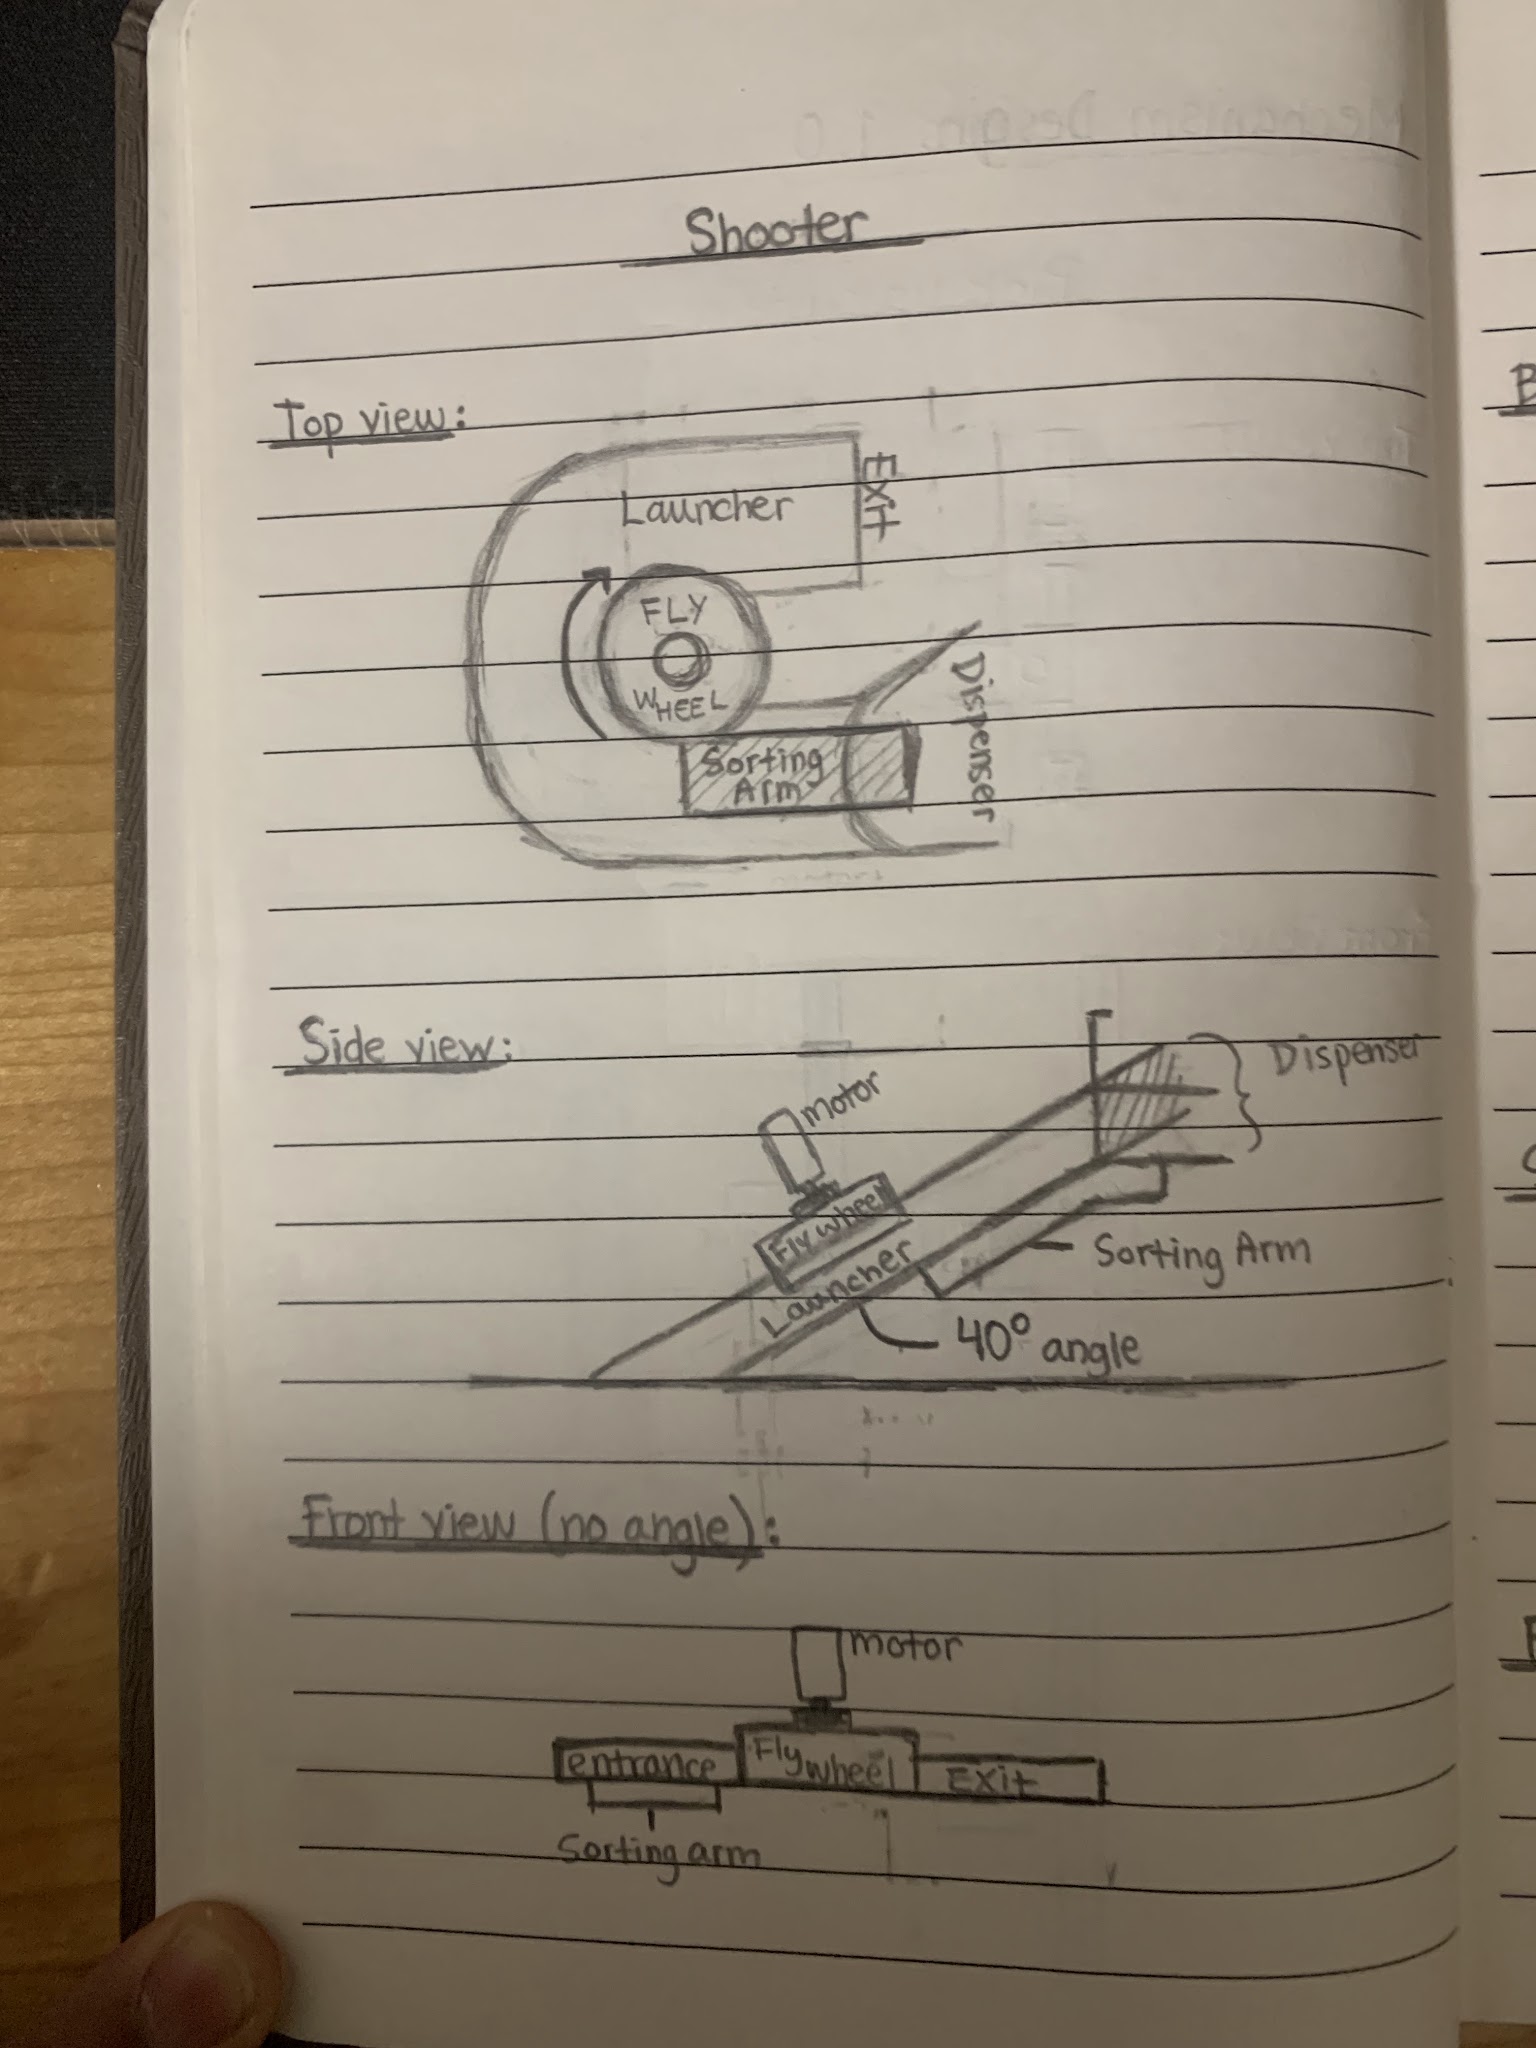 Shooter
Top view:
Launcher
Exit
FLY
WHEEL
Dispenser
Sorting
Arm
Side view:
motor
Dispenser
Fly wheel
Launcher
Sorting Arm
40° angle
Front view (no angle):
motor
entrance
Fly wheel
Exit
Sorting arm